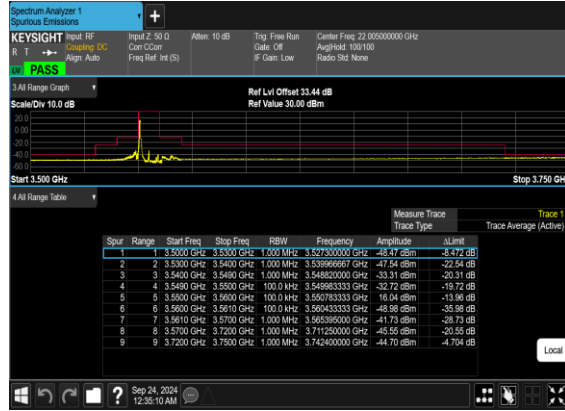 Spectrum Analyzer 1
Spurious Emissions
+
KEYSIGHT Input: RF Input Z: 50 Ω Atten: 10 dB Trig: Free Run Center Freq: 22.005000000 GHz
R T Coupling: DC Corr CCorr Gate: Off Avg|Hold: 100/100
Align: Auto Freq Ref: Int (S) IF Gain: Low Radio Std: None
PASS
3 All Range Graph
Ref Lvl Offset 33.44 dB
Scale/Div 10.0 dB Ref Value 30.00 dBm
20.0
0.00
-20.0
-40.0
-60.0
Start 3.500 GHz Stop 3.750 GH
4 All Range Table
Measure Trace Trace 1
Trace Type Trace Average (Active)
Spur Range Start Freq Stop Freq RBW Frequency Amplitude ΔLimit
1 1 3.5000 GHz 3.5300 GHz 1.000 MHz 3.527300000 GHz -48.47 dBm -8.472 dB
2 2 3.5300 GHz 3.5400 GHz 1.000 MHz 3.539966667 GHz -47.54 dBm -22.54 dB
3 3 3.5400 GHz 3.5490 GHz 1.000 MHz 3.548820000 GHz -33.31 dBm -20.31 dB
4 4 3.5490 GHz 3.5500 GHz 100.0 kHz 3.549983333 GHz -32.72 dBm -19.72 dB
5 5 3.5500 GHz 3.5600 GHz 100.0 kHz 3.550783333 GHz 16.04 dBm -13.96 dB
6 6 3.5600 GHz 3.5610 GHz 100.0 kHz 3.560433333 GHz -48.98 dBm -35.98 dB
7 7 3.5610 GHz 3.5700 GHz 1.000 MHz 3.565395000 GHz -41.73 dBm -28.73 dB
8 8 3.5700 GHz 3.7200 GHz 1.000 MHz 3.711250000 GHz -45.55 dBm -20.55 dB
9 9 3.7200 GHz 3.7500 GHz 1.000 MHz 3.742400000 GHz -44.70 dBm -4.704 dB
Local
? Sep 24, 2024
12:35:10 AM